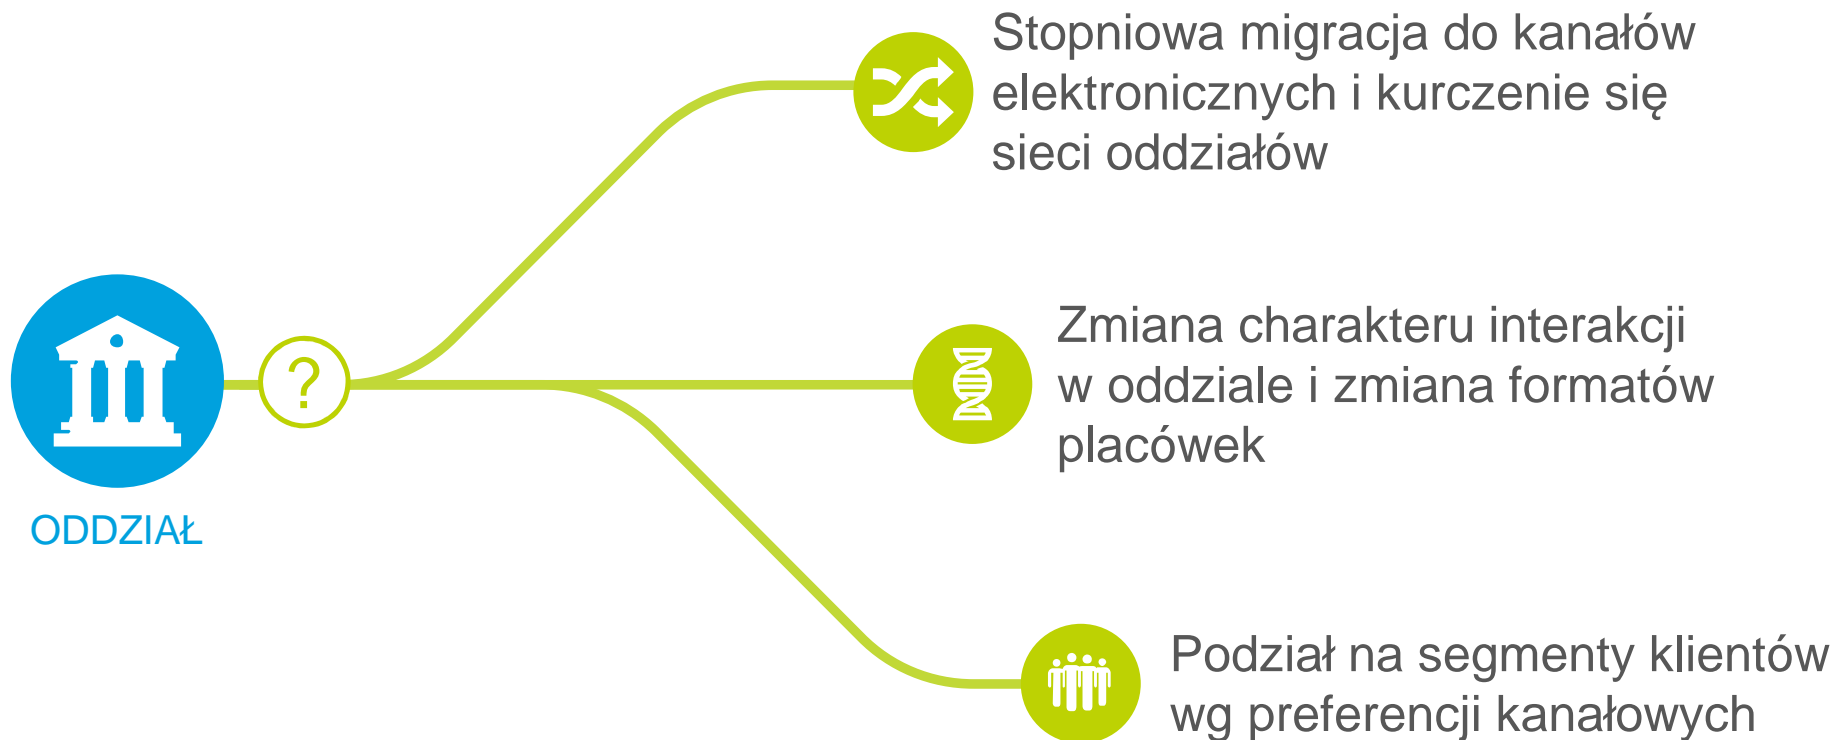 Stopniowa migracja do kanałów
elektronicznych i kurczenie się
sieci oddziałów
?
ODDZIAŁ
Zmiana charakteru interakcji
w oddziale i zmiana formatów
placówek
Podział na segmenty klientów
wg preferencji kanałowych